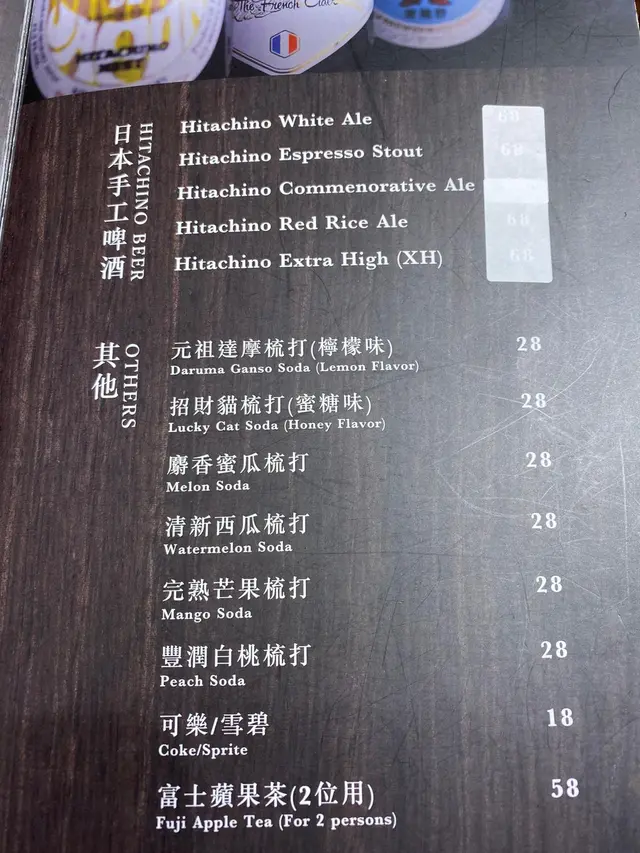 HITACHINO
NEST
The French Club
日本手工啤酒
HITACHINO BEER
Hitachino White Ale 68
Hitachino Espresso Stout 68
Hitachino Commenorative Ale
Hitachino Red Rice Ale 68
Hitachino Extra High (XH) 68
其他
OTHERS
元祖達摩梳打(檸檬味) 28
Daruma Ganso Soda (Lemon Flavor)
招財貓梳打(蜜糖味) 28
Lucky Cat Soda (Honey Flavor)
麝香蜜瓜梳打 28
Melon Soda
清新西瓜梳打 28
Watermelon Soda
完熟芒果梳打 28
Mango Soda
豐潤白桃梳打 28
Peach Soda
可樂/雪碧 18
Coke/Sprite
富士蘋果茶(2位用) 58
Fuji Apple Tea (For 2 persons)